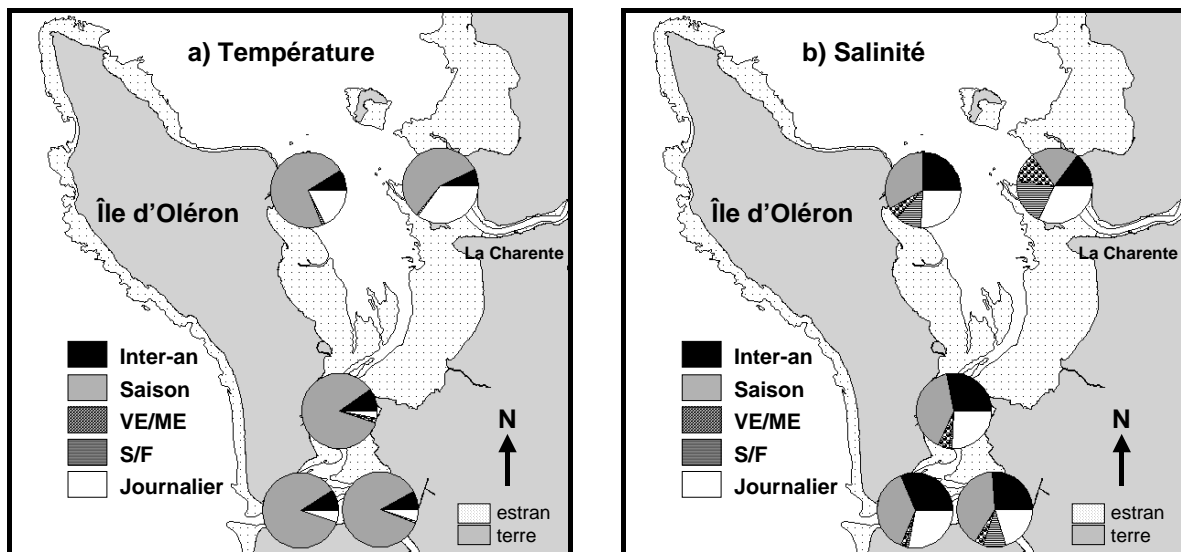 a) Température
Île d'Oléron
La Charente
Inter-an
Saison
VE/ME
S/F
Journalier
N
estran
terre
b) Salinité
Île d'Oléron
La Charente
Inter-an
Saison
VE/ME
S/F
Journalier
N
estran
terre